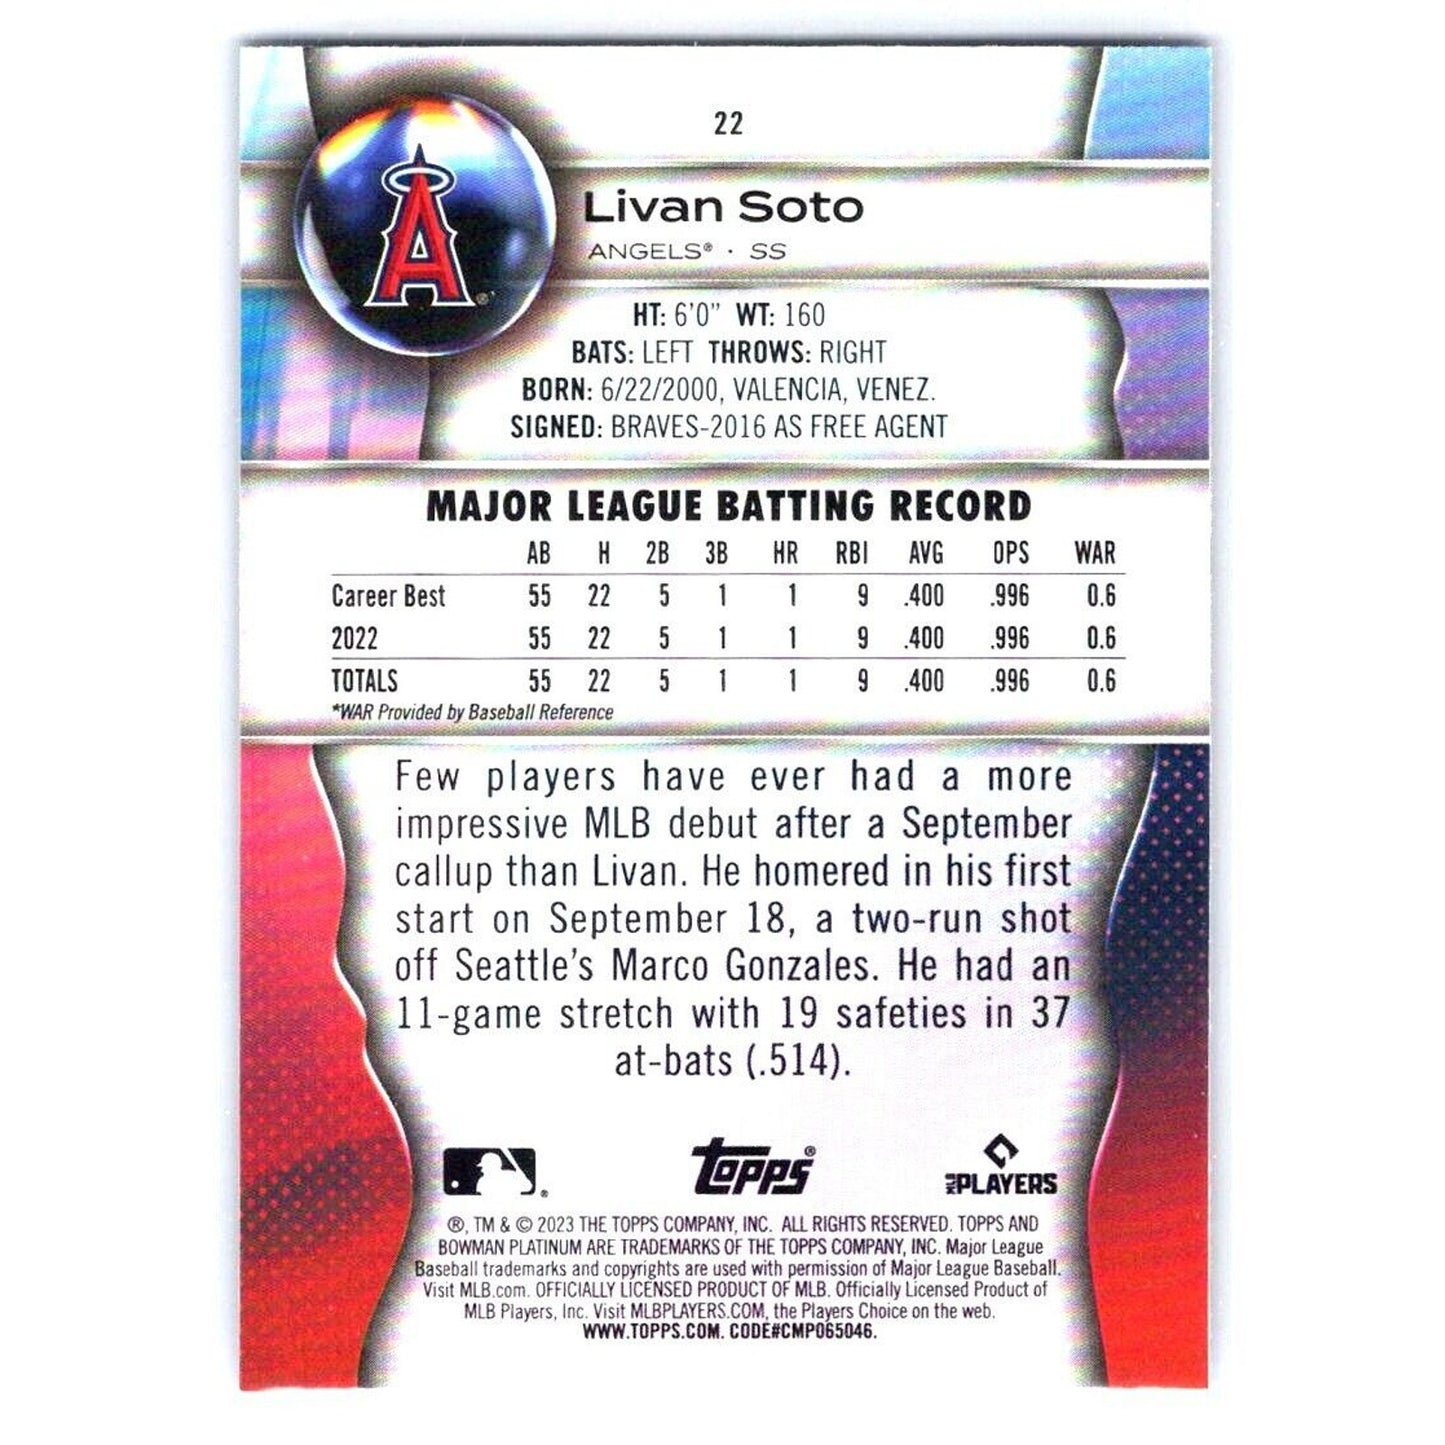 22
A
Livan Soto
ANGELS® · SS
HT: 6'0" WT: 160
BATS: LEFT THROWS: RIGHT
BORN: 6/22/2000, VALENCIA, VENEZ.
SIGNED: BRAVES-2016 AS FREE AGENT
MAJOR LEAGUE BATTING RECORD
AB H 2B 3B HR RBI AVG OPS WAR
Career Best 55 22 5 1 1 9 .400 .996 0.6
2022 55 22 5 1 1 9 .400 .996 0.6
TOTALS 55 22 5 1 1 9 .400 .996 0.6
*WAR Provided by Baseball Reference
Few players have ever had a more
impressive MLB debut after a September
callup than Livan. He homered in his first
start on September 18, a two-run shot
off Seattle's Marco Gonzales. He had an
11-game stretch with 19 safeties in 37
at-bats (.514).
topps® MLB PLAYERS
®, TM & © 2023 THE TOPPS COMPANY, INC. ALL RIGHTS RESERVED. TOPPS AND
BOWMAN PLATINUM ARE TRADEMARKS OF THE TOPPS COMPANY, INC. Major League
Baseball trademarks and copyrights are used with permission of Major League Baseball.
Visit MLB.com. OFFICIALLY LICENSED PRODUCT OF MLB. Officially Licensed Product of
MLB Players, Inc. Visit MLBPLAYERS.COM, the Players Choice on the web.
WWW.TOPPS.COM. CODE#CMP065046.